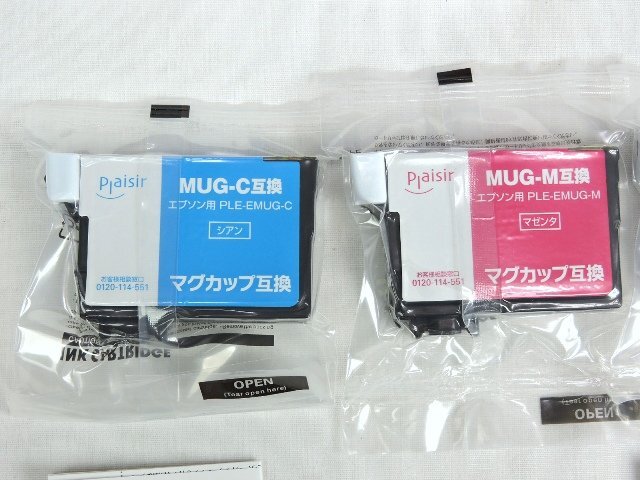 Plaisir
MUG-C互換
エプソン用 PLE-EMUG-C
シアン
お客様相談窓口
0120-114-551
マグカップ互換
INK CARTRIDGE
OPEN
(Tear open here)
Plaisir
MUG-M互換
エプソン用 PLE-EMUG-M
マゼンタ
お客様相談窓口
0120-114-551
マグカップ互換
(Tear open here)
OPEN